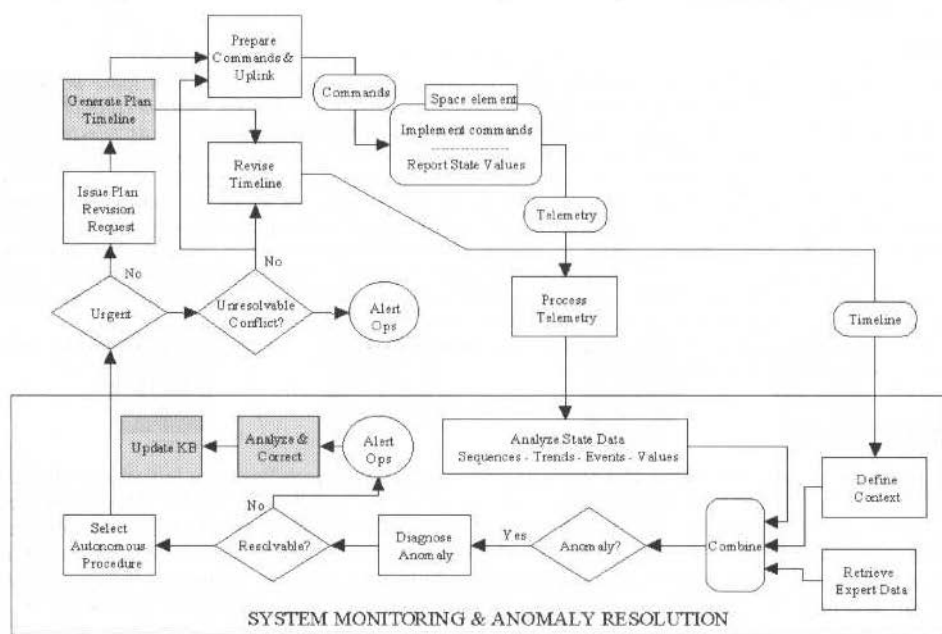 Prepare
Commands &
Uplink
Commands
Space element
Implement commands
----------------
Report State Values
Generate Plan
Timeline
Revise
Timeline
Issue Plan
Revision
Request
Telemetry
No
No
Urgent
Unresolvable
Conflict?
Alert
Ops
Process
Telemetry
Timeline
Update KB
Analyze &
Correct
Alert
Ops
Analyze State Data
Sequences - Trends - Events - Values
Define
Context
No
Select
Autonomous
Procedure
Resolvable?
Diagnose
Anomaly
Yes
Anomaly?
Combine
Retrieve
Expert Data
SYSTEM MONITORING & ANOMALY RESOLUTION